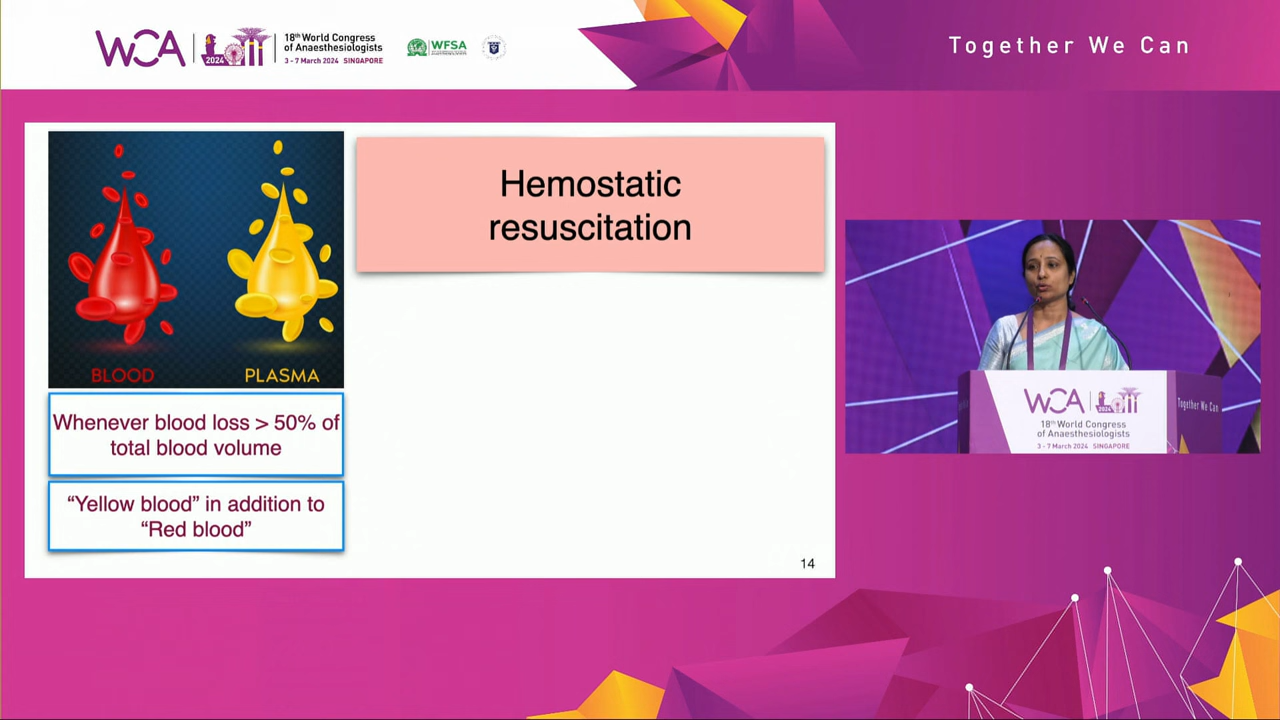 WCA
2024
18th World Congress
of Anaesthesiologists
3 - 7 March 2024 SINGAPORE
WFSA
Together We Can
BLOOD
PLASMA
Hemostatic
resuscitation
Whenever blood loss > 50% of
total blood volume
“Yellow blood” in addition to
“Red blood”
14
WCA
2024
18th World Congress
of Anaesthesiologists
3 - 7 March 2024 SINGAPORE
Together We Can